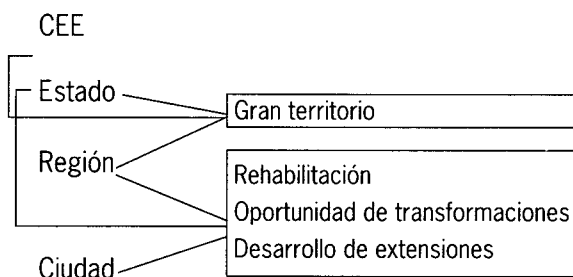 CEE
Estado
Gran territorio
Región
Rehabilitación
Oportunidad de transformaciones
Desarrollo de extensiones
Ciudad